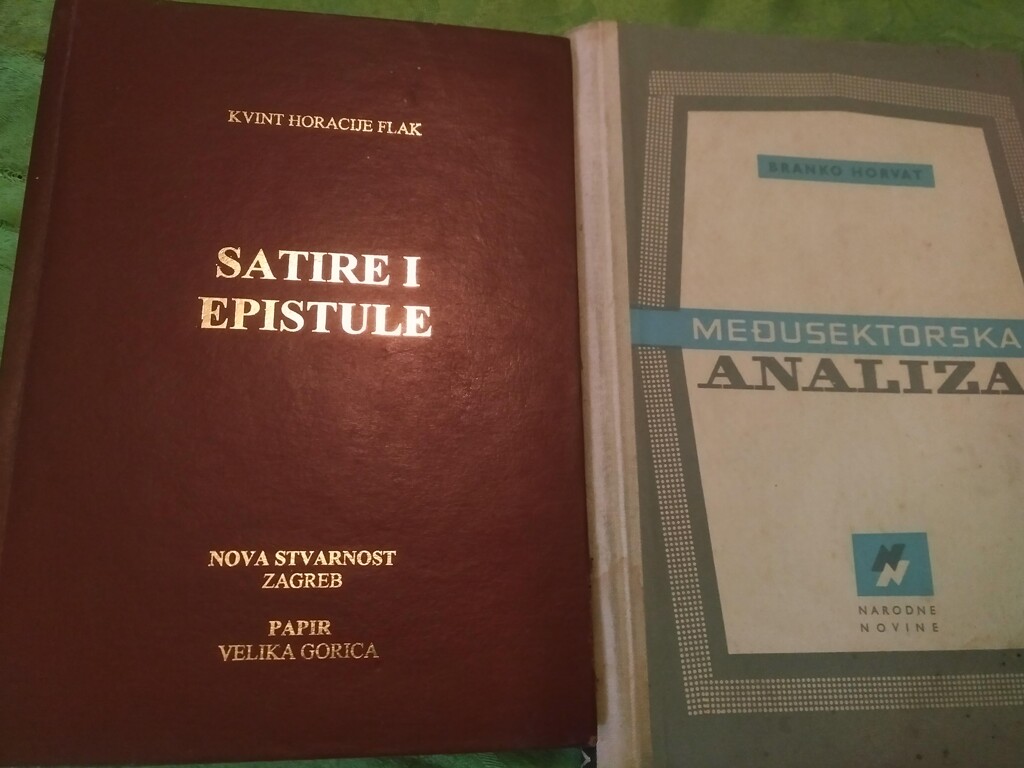 KVINT HORACIJE FLAK
SATIRE I
EPISTULE
NOVA STVARNOST
ZAGREB
PAPIR
VELIKA GORICA
BRANKO HORVAT
MEĐUSEKTORSKA
ANALIZA
NN
NARODNE
NOVINE